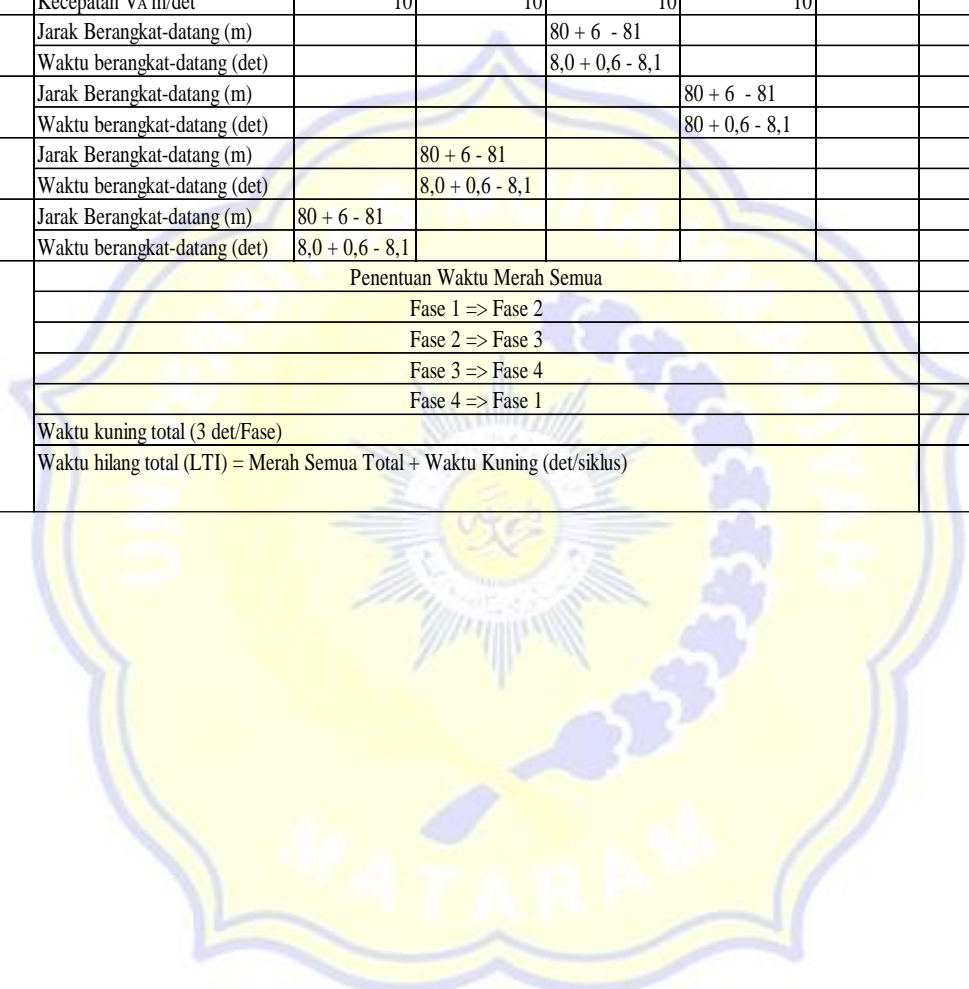 Kecepatan VA m/det 10 10 10 10
Jarak Berangkat-datang (m) 80 + 6 - 81
Waktu berangkat-datang (det) 8,0 + 0,6 - 8,1
Jarak Berangkat-datang (m) 80 + 6 - 81
Waktu berangkat-datang (det) 80 + 0,6 - 8,1
Jarak Berangkat-datang (m) 80 + 6 - 81
Waktu berangkat-datang (det) 8,0 + 0,6 - 8,1
Jarak Berangkat-datang (m) 80 + 6 - 81
Waktu berangkat-datang (det) 8,0 + 0,6 - 8,1
Penentuan Waktu Merah Semua
Fase 1 => Fase 2
Fase 2 => Fase 3
Fase 3 => Fase 4
Fase 4 => Fase 1
Waktu kuning total (3 det/Fase)
Waktu hilang total (LTI) = Merah Semua Total + Waktu Kuning (det/siklus)
UNIVERSITAS MUHAMMADIYAH
MATARAM